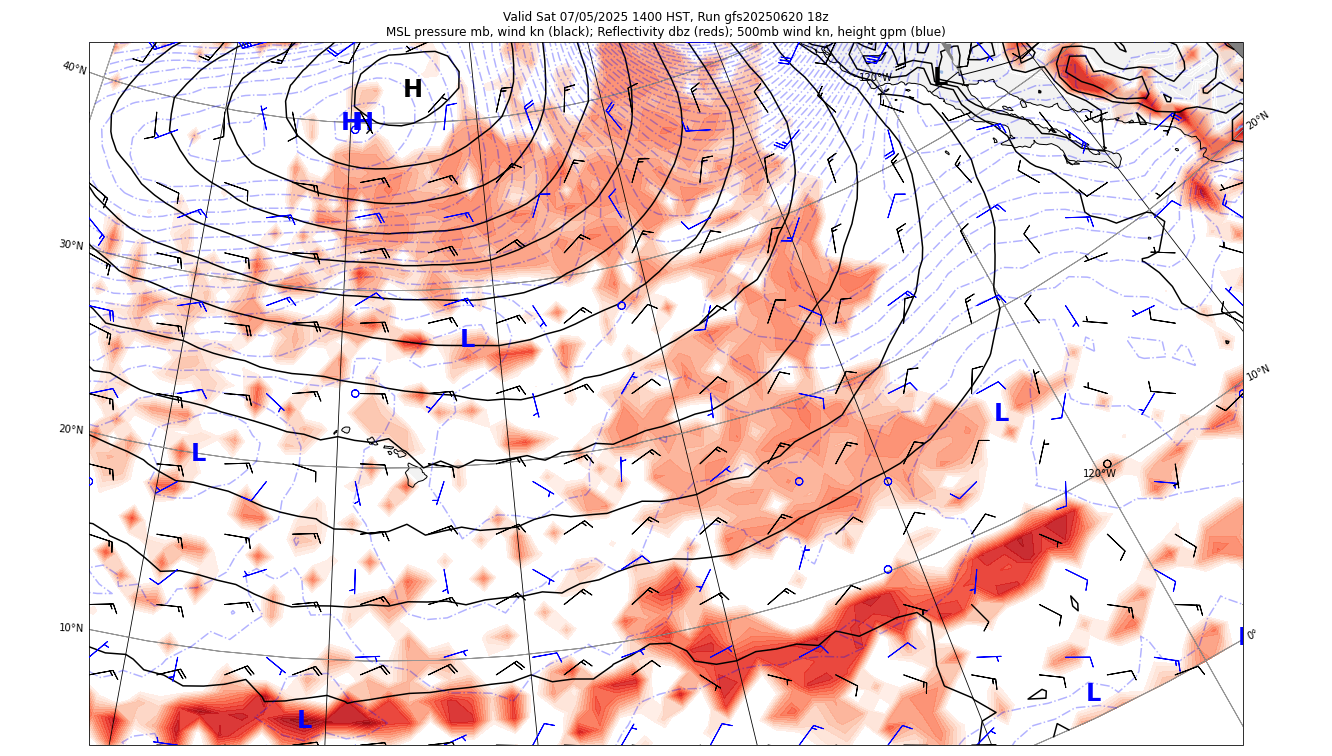 Valid Sat 07/05/2025 1400 HST, Run gfs20250620 18z
MSL pressure mb, wind kn (black); Reflectivity dbz (reds); 500mb wind kn, height gpm (blue)
40°N
H
L
120°W
20°N
H
H
30°N
L
10°N
L
20°N
L
120°W
10°N
0°
L
L